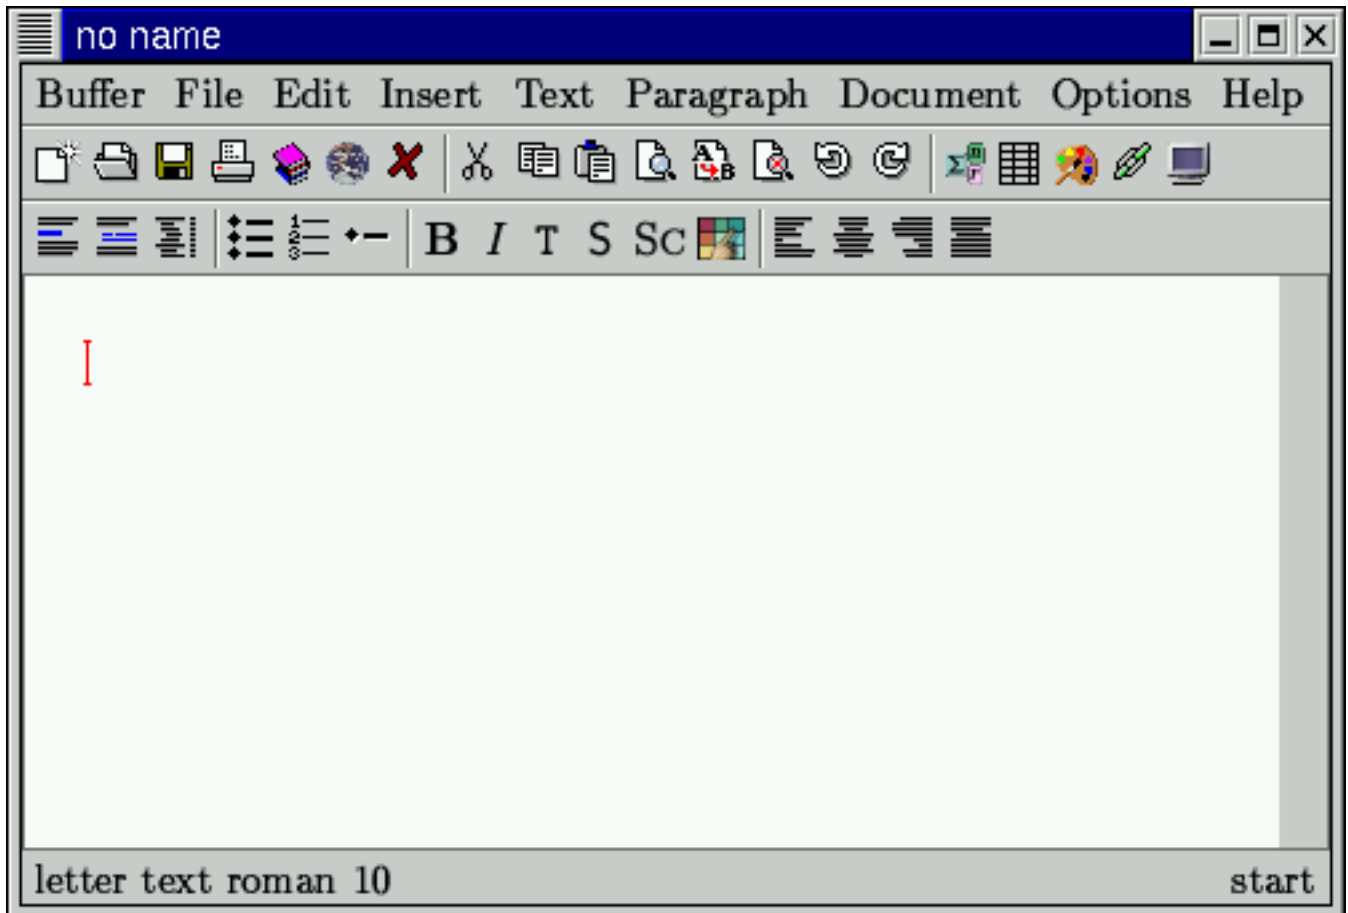 no name
Buffer File Edit Insert Text Paragraph Document Options Help
B I T S SC
letter text roman 10 start